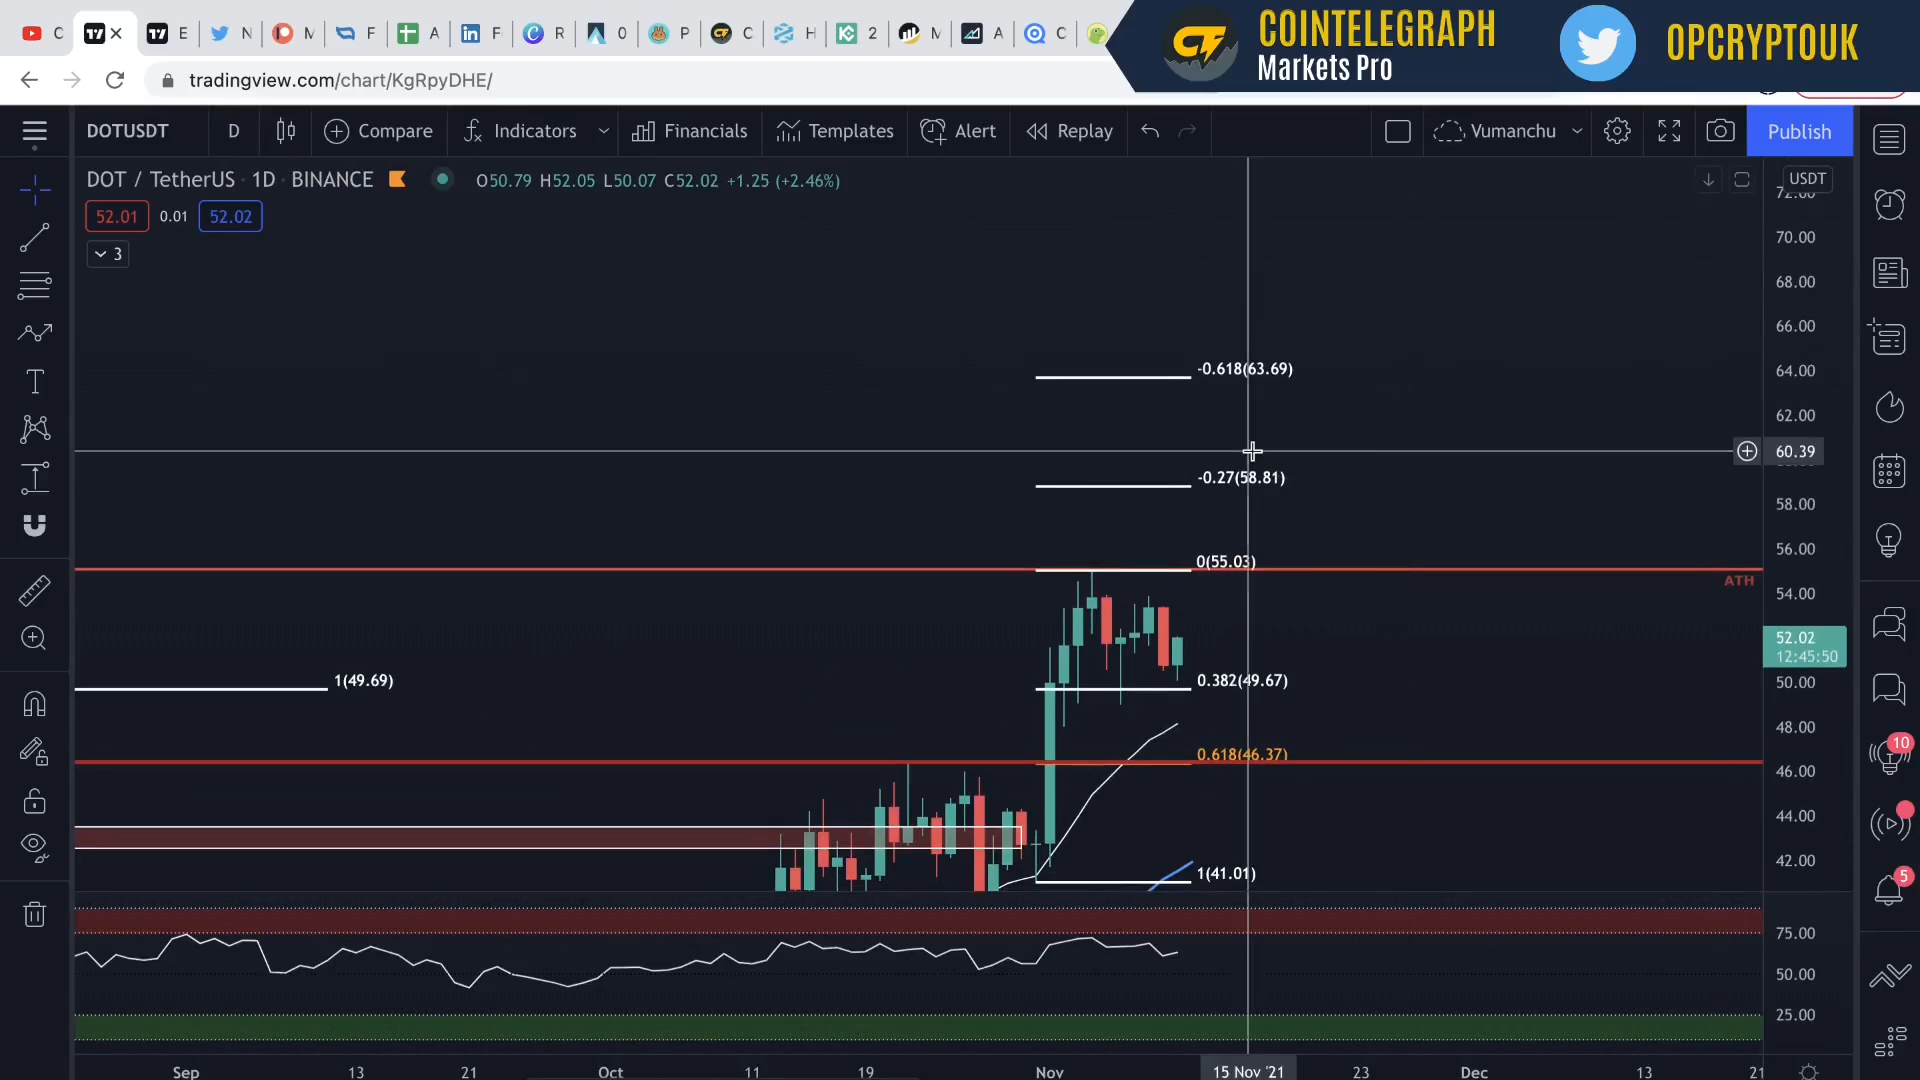 C
E
N
M
F
A
F
R
O
P
C
H
2
M
A
C
COINTELEGRAPH
Markets Pro
OPCRYPTOUK
tradingview.com/chart/KgRpyDHE/
DOTUSDT
D
Compare
Indicators
Financials
Templates
Alert
Replay
Vumanchu
Publish
DOT / TetherUS · 1D · BINANCE
O50.79 H52.05 L50.07 C52.02 +1.25 (+2.46%)
USDT
52.01
0.01
52.02
3
72.00
70.00
68.00
66.00
64.00
62.00
60.39
58.00
56.00
54.00
52.02
12:45:50
50.00
48.00
46.00
44.00
42.00
75.00
50.00
25.00
-0.618(63.69)
-0.27(58.81)
0(55.03)
ATH
1(49.69)
0.382(49.67)
0.618(46.37)
1(41.01)
10
5
Sep
13
21
Oct
11
19
Nov
15 Nov '21
23
Dec
13
21